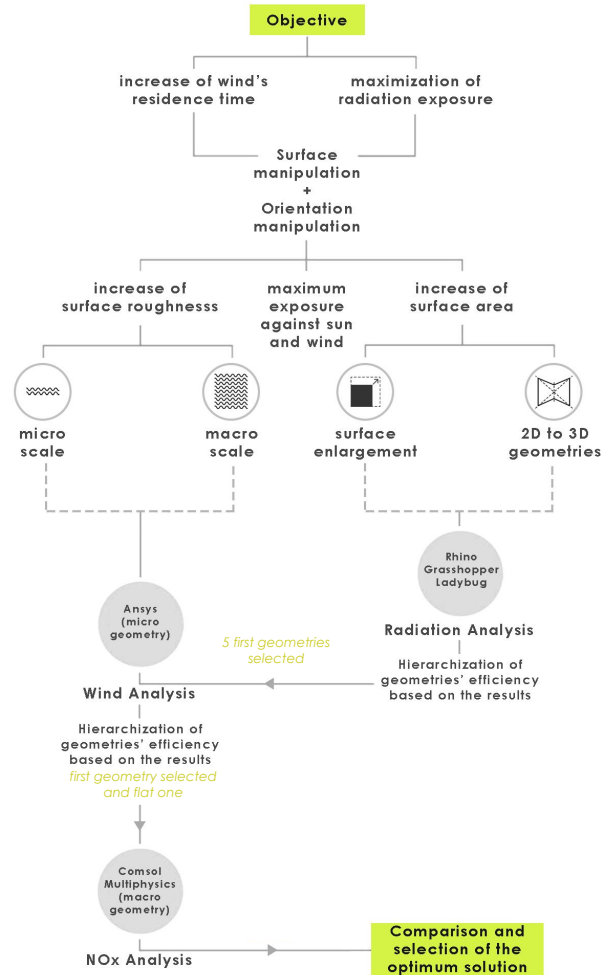 Objective
increase of wind's
residence time
maximization of
radiation exposure
Surface
manipulation
+
Orientation
manipulation
increase of
surface roughnesss
maximum
exposure
against sun
and wind
increase of
surface area
micro
scale
macro
scale
surface
enlargement
2D to 3D
geometries
Rhino
Grasshopper
Ladybug
Radiation Analysis
Hierarchization of
geometries' efficiency
based on the results
5 first geometries
selected
Ansys
(micro
geometry)
Wind Analysis
Hierarchization of
geometries' efficiency
based on the results
first geometry selected
and flat one
Comsol
Multiphysics
(macro
geometry)
NOx Analysis
Comparison and
selection of the
optimum solution